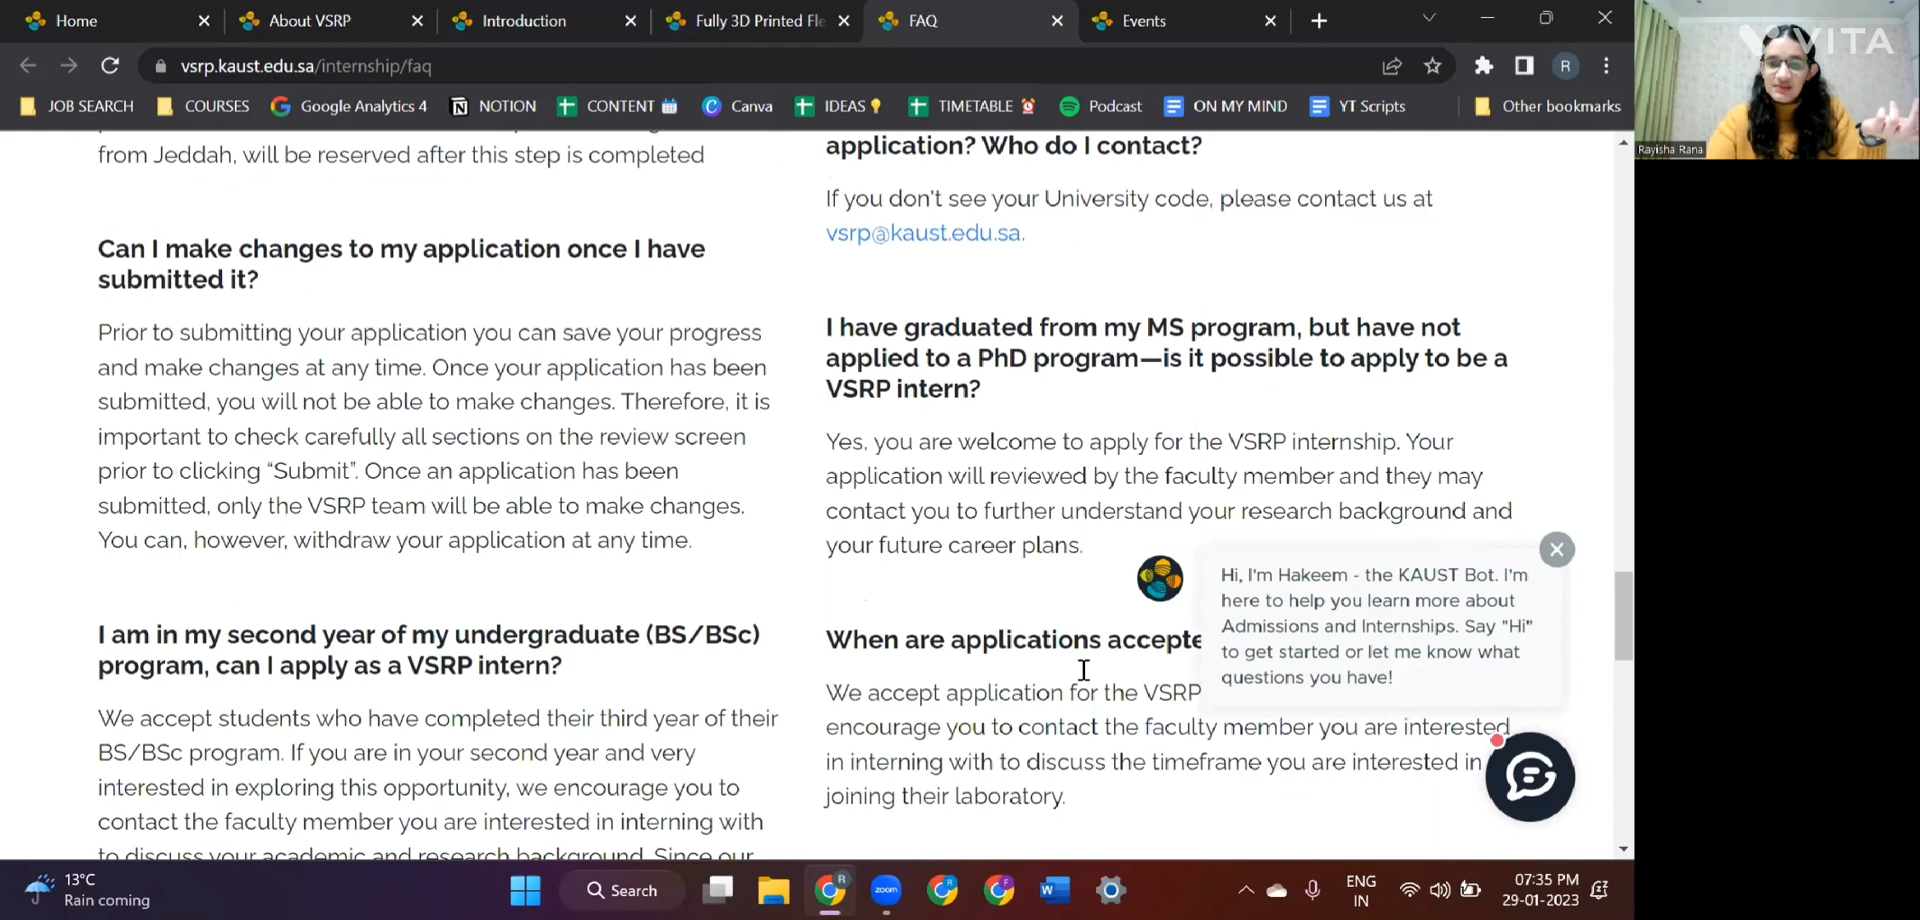 Home
About VSRP
Introduction
Fully 3D Printed Fle
FAQ
Events
vsrp.kaust.edu.sa/internship/faq
R
JOB SEARCH
COURSES
Google Analytics 4
NOTION
CONTENT
Canva
IDEAS
TIMETABLE
Podcast
ON MY MIND
YT Scripts
Other bookmarks
VITA
Rayisha Rana
from Jeddah, will be reserved after this step is completed
Can I make changes to my application once I have
submitted it?
Prior to submitting your application you can save your progress
and make changes at any time. Once your application has been
submitted, you will not be able to make changes. Therefore, it is
important to check carefully all sections on the review screen
prior to clicking “Submit”. Once an application has been
submitted, only the VSRP team will be able to make changes.
You can, however, withdraw your application at any time.
I am in my second year of my undergraduate (BS/BSc)
program, can I apply as a VSRP intern?
We accept students who have completed their third year of their
BS/BSc program. If you are in your second year and very
interested in exploring this opportunity, we encourage you to
contact the faculty member you are interested in interning with
to discuss your academic and research background. Since our
application? Who do I contact?
If you don't see your University code, please contact us at
vsrp@kaust.edu.sa.
I have graduated from my MS program, but have not
applied to a PhD program—is it possible to apply to be a
VSRP intern?
Yes, you are welcome to apply for the VSRP internship. Your
application will reviewed by the faculty member and they may
contact you to further understand your research background and
your future career plans.
When are applications accepte
We accept application for the VSRP
encourage you to contact the faculty member you are interested
in interning with to discuss the timeframe you are interested in
joining their laboratory.
Hi, I'm Hakeem - the KAUST Bot. I'm
here to help you learn more about
Admissions and Internships. Say "Hi"
to get started or let me know what
questions you have!
13°C
Rain coming
Search
R
zoom
R
F
W
ENG
IN
07:35 PM
29-01-2023